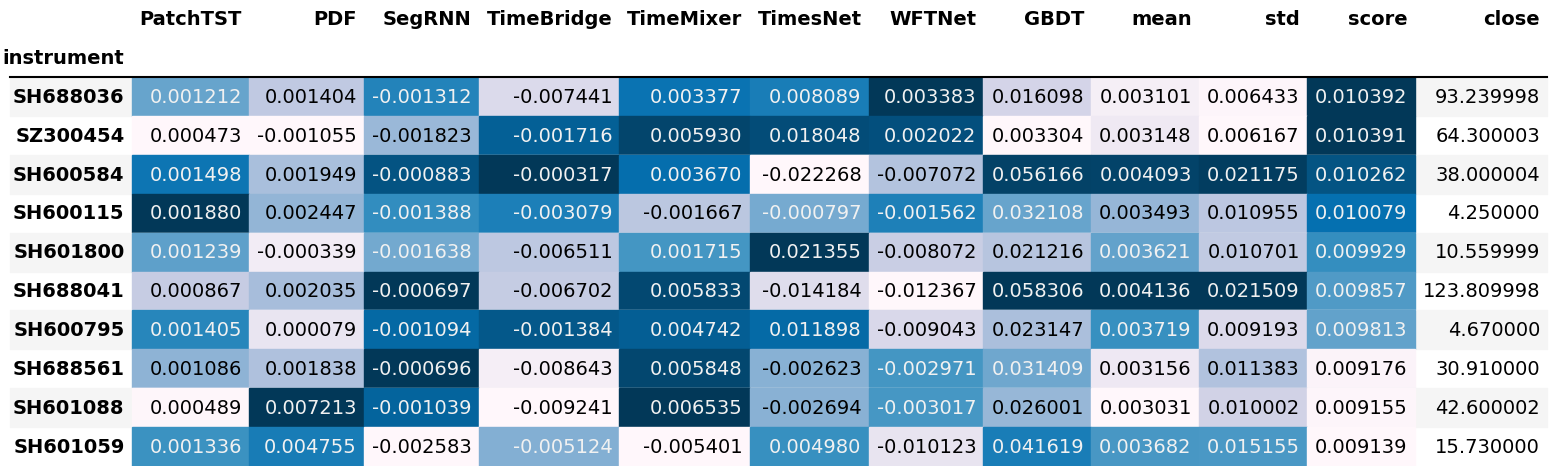 PatchTST PDF SegRNN TimeBridge TimeMixer TimesNet WFTNet GBDT mean std score close
instrument
SH688036 0.001212 0.001404 -0.001312 -0.007441 0.003377 0.008089 0.003383 0.016098 0.003101 0.006433 0.010392 93.239998
SZ300454 0.000473 -0.001055 -0.001823 -0.001716 0.005930 0.018048 0.002022 0.003304 0.003148 0.006167 0.010391 64.300003
SH600584 0.001498 0.001949 -0.000883 -0.000317 0.003670 -0.022268 -0.007072 0.056166 0.004093 0.021175 0.010262 38.000004
SH600115 0.001880 0.002447 -0.001388 -0.003079 -0.001667 -0.000797 -0.001562 0.032108 0.003493 0.010955 0.010079 4.250000
SH601800 0.001239 -0.000339 -0.001638 -0.006511 0.001715 0.021355 -0.008072 0.021216 0.003621 0.010701 0.009929 10.559999
SH688041 0.000867 0.002035 -0.000697 -0.006702 0.005833 -0.014184 -0.012367 0.058306 0.004136 0.021509 0.009857 123.809998
SH600795 0.001405 0.000079 -0.001094 -0.001384 0.004742 0.011898 -0.009043 0.023147 0.003719 0.009193 0.009813 4.670000
SH688561 0.001086 0.001838 -0.000696 -0.008643 0.005848 -0.002623 -0.002971 0.031409 0.003156 0.011383 0.009176 30.910000
SH601088 0.000489 0.007213 -0.001039 -0.009241 0.006535 -0.002694 -0.003017 0.026001 0.003031 0.010002 0.009155 42.600002
SH601059 0.001336 0.004755 -0.002583 -0.005124 -0.005401 0.004980 -0.010123 0.041619 0.003682 0.015155 0.009139 15.730000